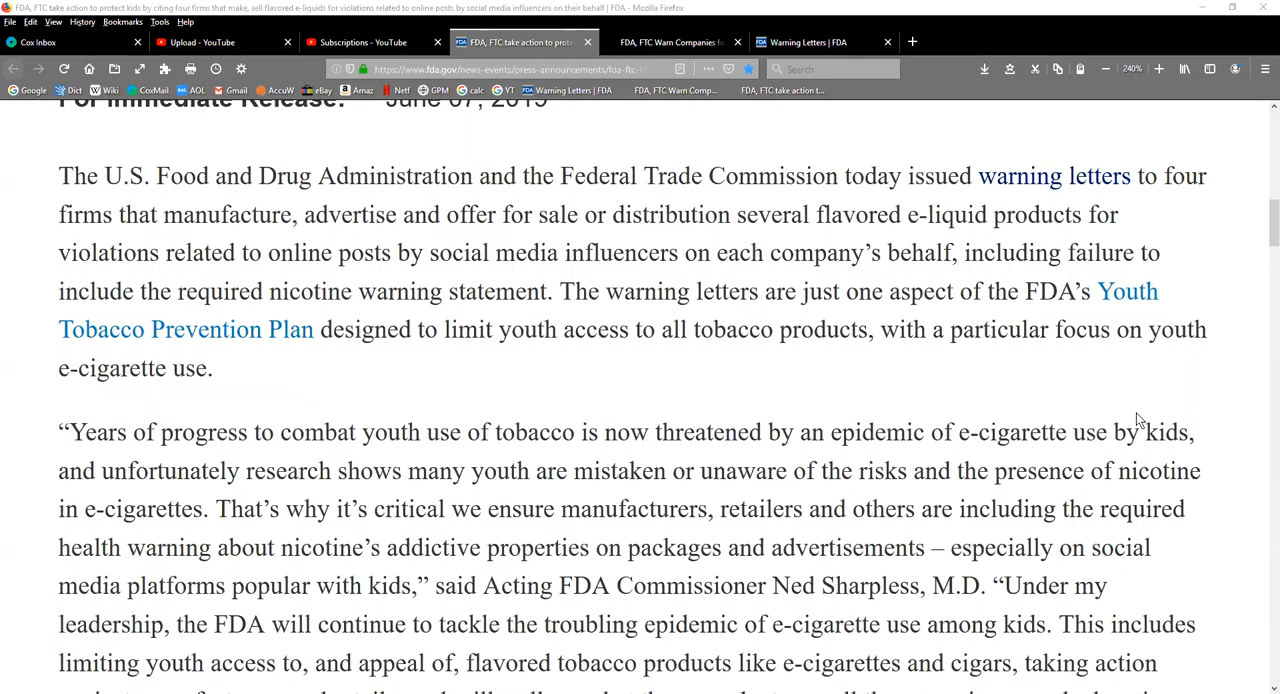 FDA, FTC take action to protect kids by citing four firms that make, sell flavored e-liquids for violations related to online posts by social media influencers on their behalf | FDA - Mozilla Firefox
File Edit View History Bookmarks Tools Help
Cox Inbox Upload - YouTube Subscriptions - YouTube FDA, FTC take action to prote FDA, FTC Warn Companies fo Warning Letters | FDA
https://www.fda.gov/news-events/press-announcements/fda-ftc-t Search 240%
Google Dict Wiki CoxMail AOL Gmail AccuW eBay Amaz Netf GPM calc YT Warning Letters | FDA FDA, FTC Warn Comp... FDA, FTC take action t...
For Immediate Release: June 07, 2019
The U.S. Food and Drug Administration and the Federal Trade Commission today issued warning letters to four
firms that manufacture, advertise and offer for sale or distribution several flavored e-liquid products for
violations related to online posts by social media influencers on each company’s behalf, including failure to
include the required nicotine warning statement. The warning letters are just one aspect of the FDA’s Youth
Tobacco Prevention Plan designed to limit youth access to all tobacco products, with a particular focus on youth
e-cigarette use.
“Years of progress to combat youth use of tobacco is now threatened by an epidemic of e-cigarette use by kids,
and unfortunately research shows many youth are mistaken or unaware of the risks and the presence of nicotine
in e-cigarettes. That’s why it’s critical we ensure manufacturers, retailers and others are including the required
health warning about nicotine’s addictive properties on packages and advertisements – especially on social
media platforms popular with kids,” said Acting FDA Commissioner Ned Sharpless, M.D. “Under my
leadership, the FDA will continue to tackle the troubling epidemic of e-cigarette use among kids. This includes
limiting youth access to, and appeal of, flavored tobacco products like e-cigarettes and cigars, taking action